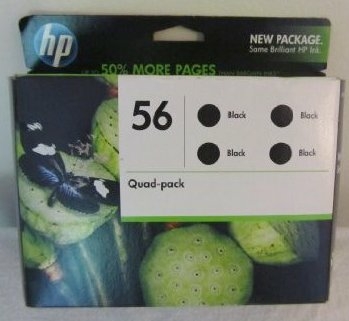 hp
NEW PACKAGE.
Same Brilliant HP Ink.
50% MORE PAGES
56
Black
Black
Black
Black
Quad-pack